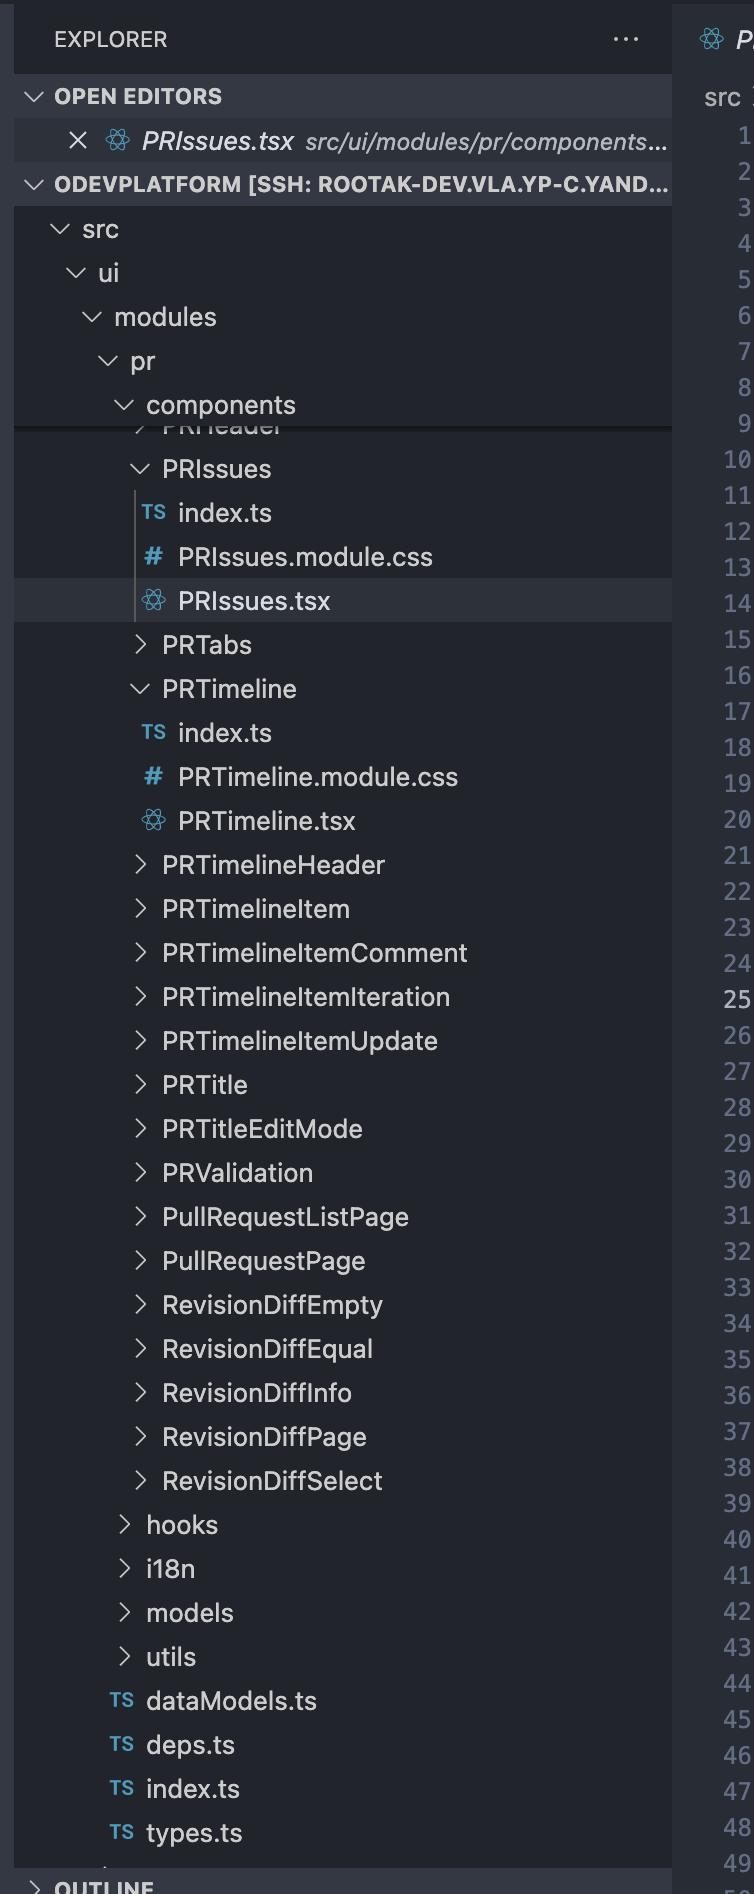 EXPLORER
OPEN EDITORS
PRIssues.tsx src/ui/modules/pr/components...
ODEVPLATFORM [SSH: ROOTAK-DEV.VLA.YP-C.YAND...
src
src
ui
modules
pr
components
PRHeader
PRIssues
TS index.ts
# PRIssues.module.css
PRIssues.tsx
PRTabs
PRTimeline
TS index.ts
# PRTimeline.module.css
PRTimeline.tsx
PRTimelineHeader
PRTimelineItem
PRTimelineItemComment
PRTimelineItemIteration
PRTimelineItemUpdate
PRTitle
PRTitleEditMode
PRValidation
PullRequestListPage
PullRequestPage
RevisionDiffEmpty
RevisionDiffEqual
RevisionDiffInfo
RevisionDiffPage
RevisionDiffSelect
hooks
i18n
models
utils
TS dataModels.ts
TS deps.ts
TS index.ts
TS types.ts
OUTLINE
1
2
3
4
5
6
7
8
9
10
11
12
13
14
15
16
17
18
19
20
21
22
23
24
25
26
27
28
29
30
31
32
33
34
35
36
37
38
39
40
41
42
43
44
45
46
47
48
49